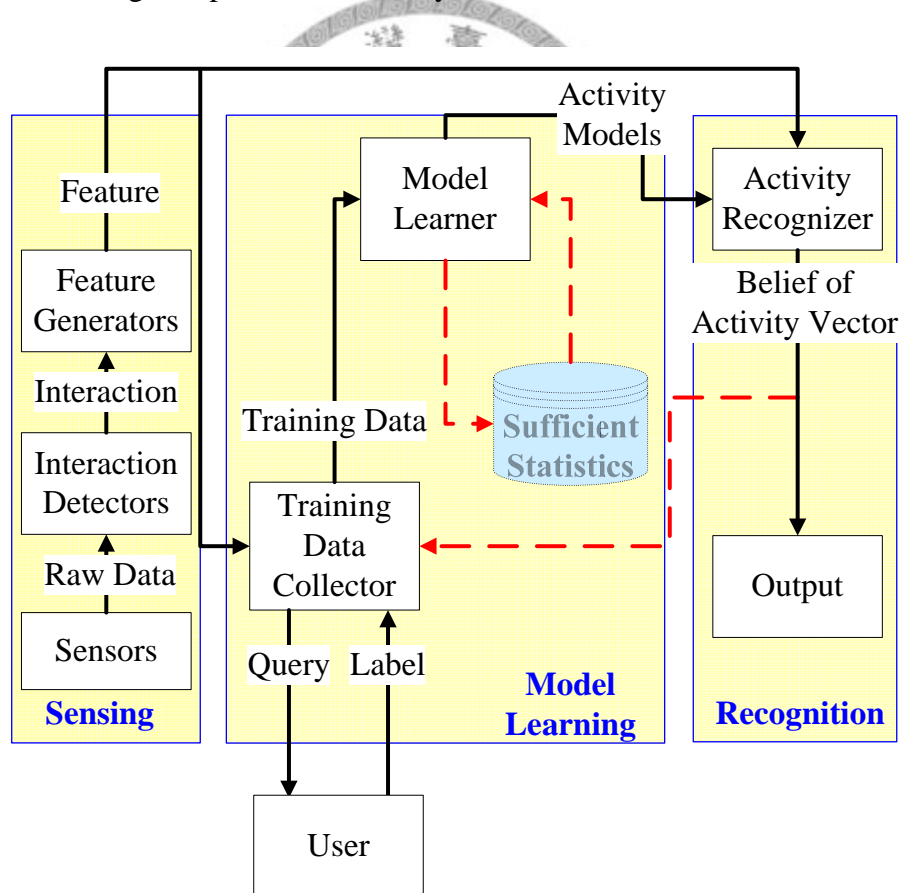 Activity
Models
Feature
Model
Learner
Activity
Recognizer
Feature
Generators
Belief of
Activity Vector
Interaction
Training Data
Sufficient
Statistics
Interaction
Detectors
Training
Data
Collector
Raw Data
Output
Sensors
Query
Label
Sensing
Model
Learning
Recognition
User